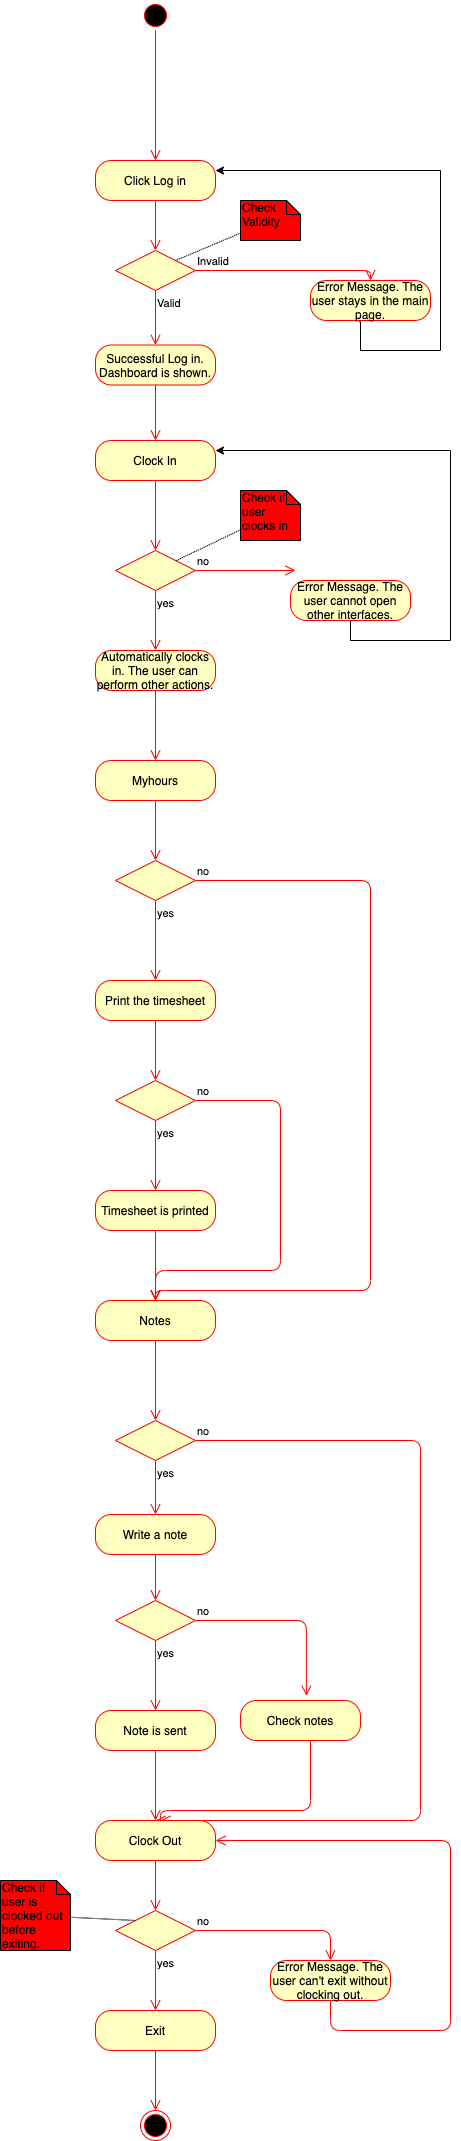 Click Log in
Check
Validity
Invalid
Error Message. The
user stays in the main
page.
Valid
Successful Log in.
Dashboard is shown.
Clock In
Check if
user
clocks in
no
Error Message. The
user cannot open
other interfaces.
yes
Automatically clocks
in. The user can
perform other actions.
Myhours
no
yes
Print the timesheet
no
yes
Timesheet is printed
Notes
no
yes
Write a note
no
yes
Note is sent
Check notes
Clock Out
Check if
user is
clocked out
before
exiting.
no
yes
Error Message. The
user can't exit without
clocking out.
Exit